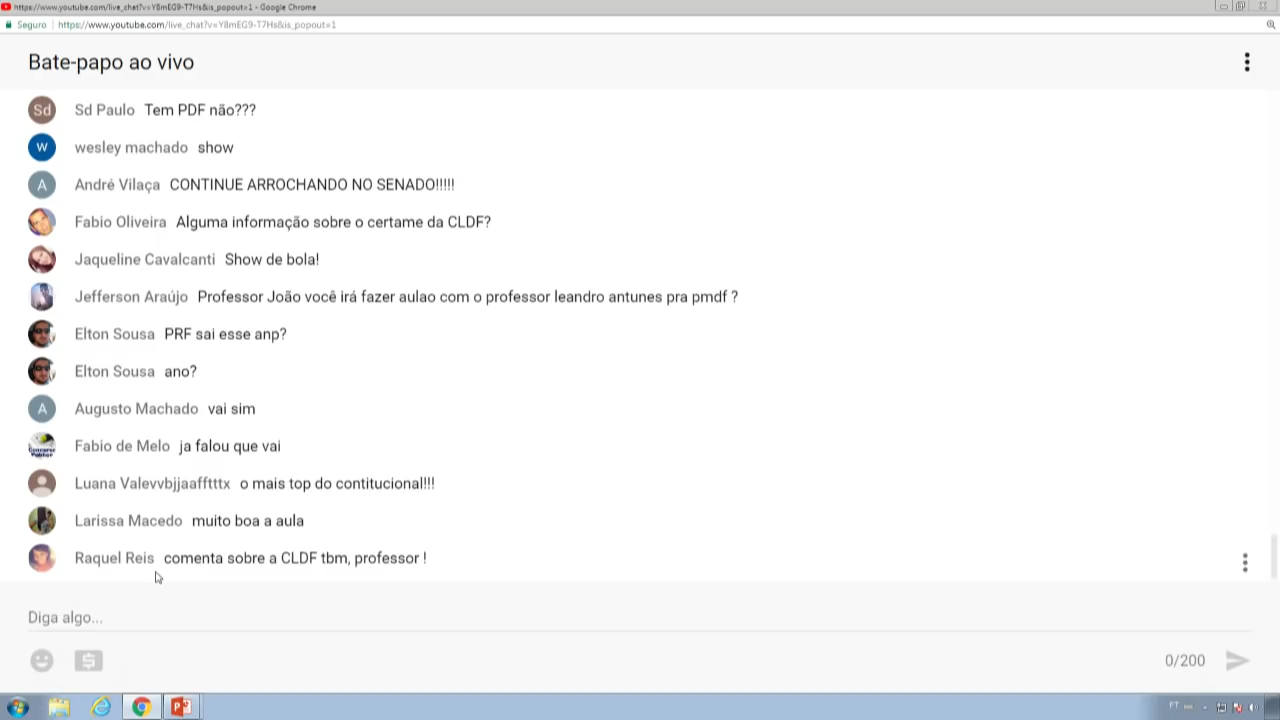 https://www.youtube.com/live_chat?v=Y8mEG9-T7Hs&is_popout=1 - Google Chrome
Seguro https://www.youtube.com/live_chat?v=Y8mEG9-T7Hs&is_popout=1
Bate-papo ao vivo
Sd Sd Paulo Tem PDF não???
W wesley machado show
A André Vilaça CONTINUE ARROCHANDO NO SENADO!!!!!
Fabio Oliveira Alguma informação sobre o certame da CLDF?
Jaqueline Cavalcanti Show de bola!
Jefferson Araújo Professor João você irá fazer aulao com o professor leandro antunes pra pmdf ?
Elton Sousa PRF sai esse anp?
Elton Sousa ano?
A Augusto Machado vai sim
Fabio de Melo ja falou que vai
Luana Valevvbjjaafftttx o mais top do contitucional!!!
Larissa Macedo muito boa a aula
Raquel Reis comenta sobre a CLDF tbm, professor !
Diga algo...
0/200
PT